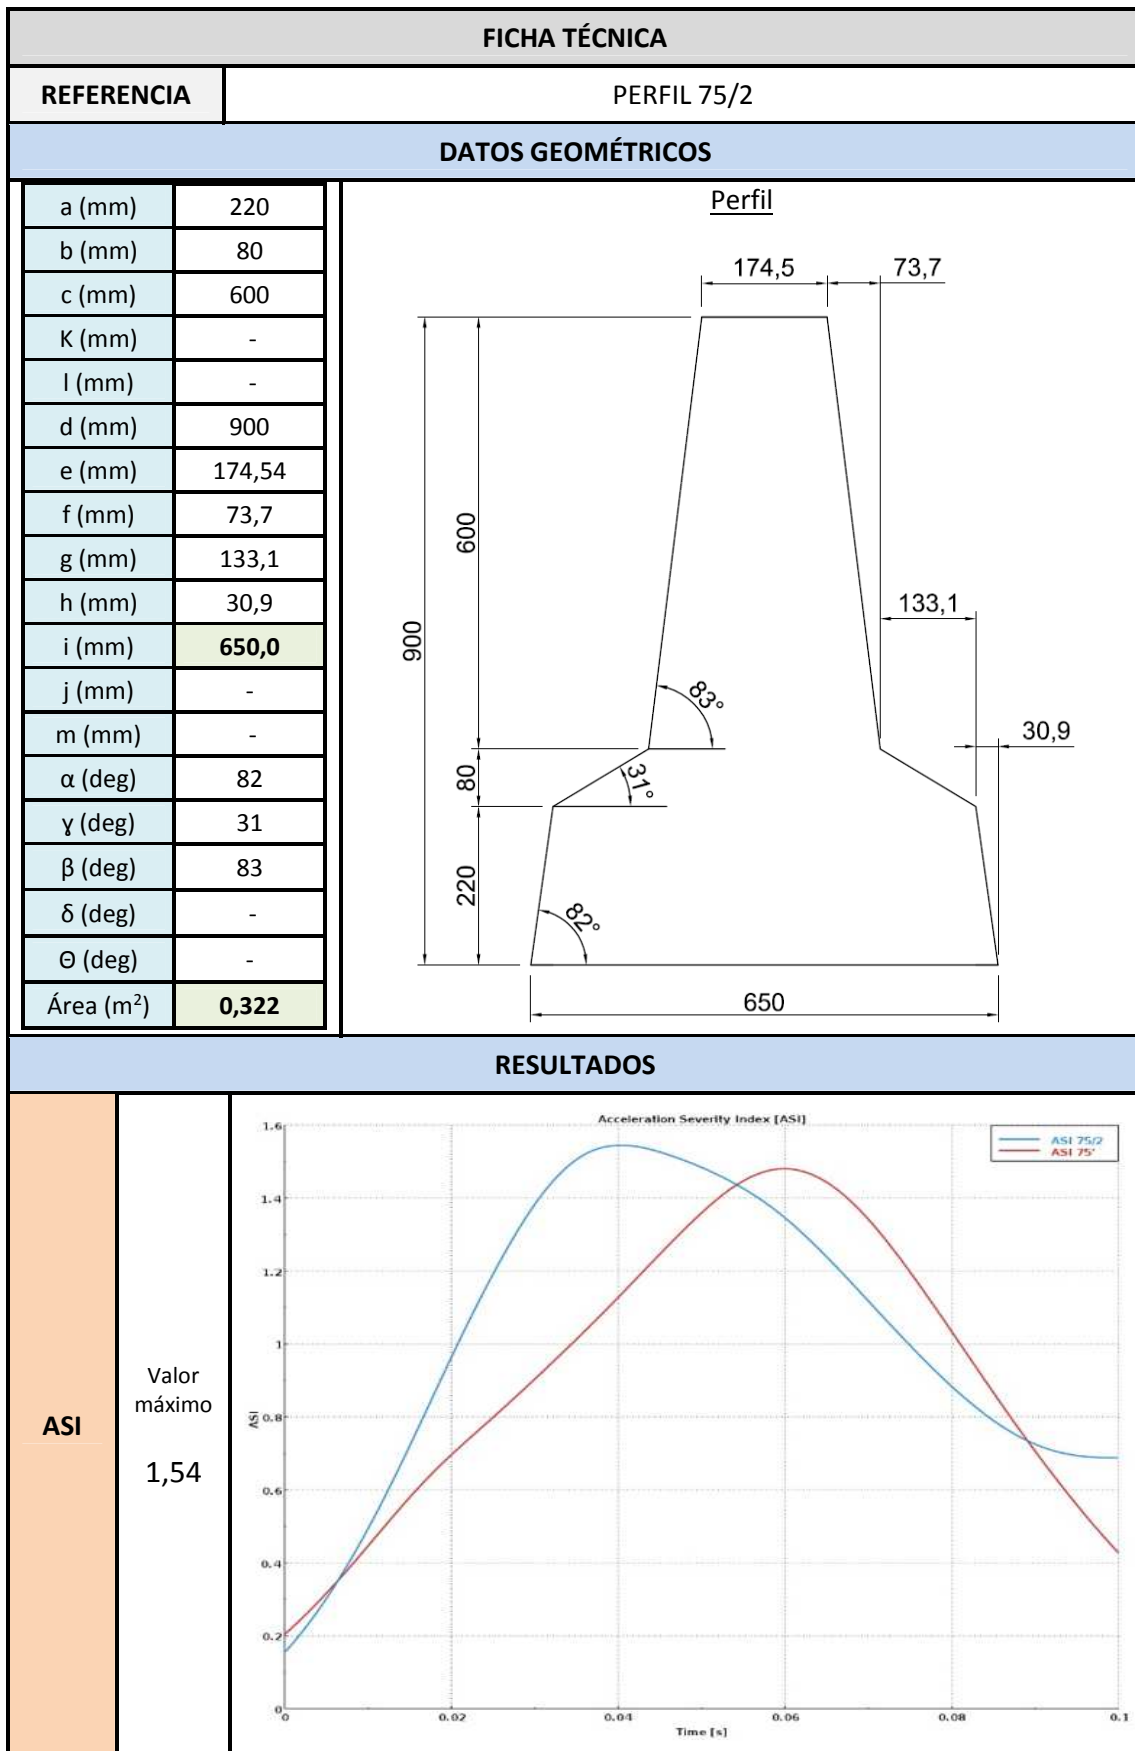 FICHA TÉCNICA
REFERENCIA PERFIL 75/2
DATOS GEOMÉTRICOS
a (mm) 220
b (mm) 80
c (mm) 600
K (mm) -
l (mm) -
d (mm) 900
e (mm) 174,54
f (mm) 73,7
g (mm) 133,1
h (mm) 30,9
i (mm) 650,0
j (mm) -
m (mm) -
α (deg) 82
ɣ (deg) 31
β (deg) 83
δ (deg) -
Θ (deg) -
Área (m²) 0,322
Perfil
174,5 73,7
600
900
133,1
83°
30,9
80
31°
220
82°
650
RESULTADOS
ASI
Valor
máximo
1,54
Acceleration Severity Index [ASI]
ASI 75/2
ASI 75'
1.6
1.4
1.2
1
0.8
0.6
0.4
0.2
0
ASI
0 0.02 0.04 0.06 0.08 0.1
Time [s]